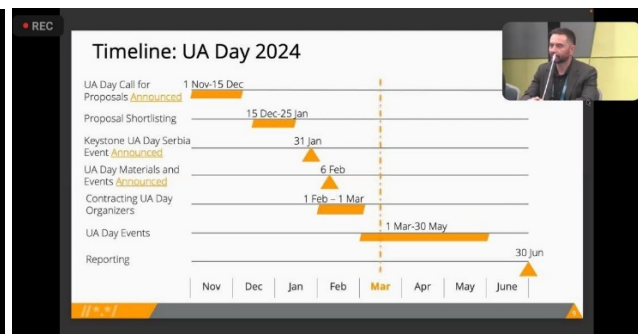 REC
Timeline: UA Day 2024
UA Day Call for
Proposals Announced
1 Nov-15 Dec
Proposal Shortlisting
15 Dec-25 Jan
Keystone UA Day Serbia
Event Announced
31 Jan
UA Day Materials and
Events Announced
6 Feb
Contracting UA Day
Organizers
1 Feb – 1 Mar
UA Day Events
1 Mar-30 May
Reporting
30 Jun
Nov Dec Jan Feb Mar Apr May June